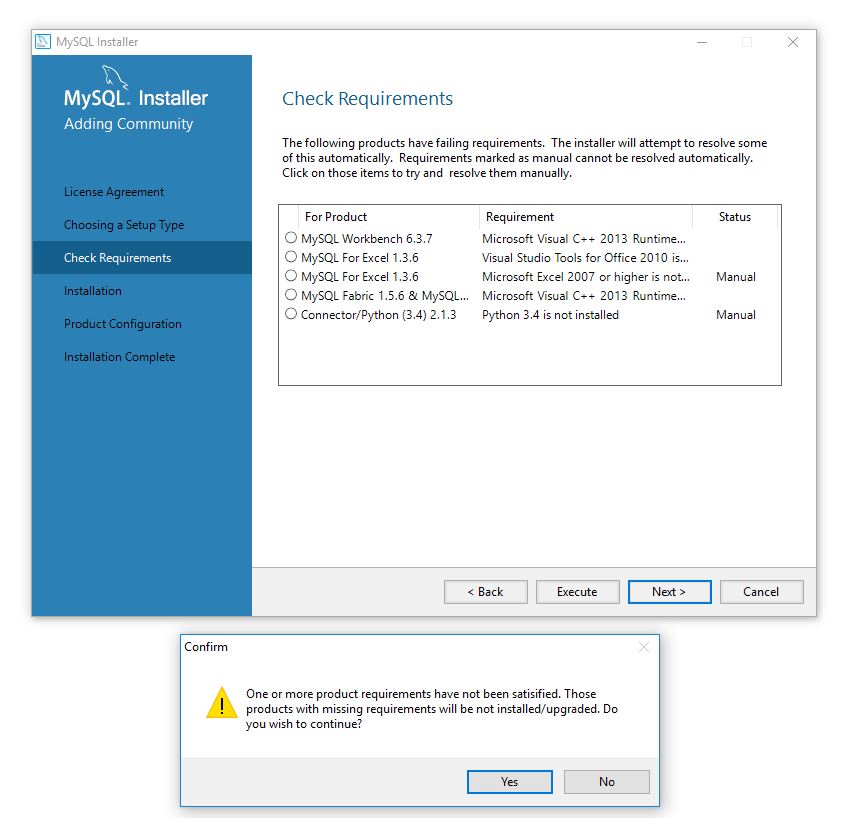 MySQL Installer
MySQL. Installer
Adding Community
License Agreement
Choosing a Setup Type
Check Requirements
Installation
Product Configuration
Installation Complete
Check Requirements
The following products have failing requirements. The installer will attempt to resolve some
of this automatically. Requirements marked as manual cannot be resolved automatically.
Click on those items to try and resolve them manually.
For Product Requirement Status
MySQL Workbench 6.3.7 Microsoft Visual C++ 2013 Runtime...
MySQL For Excel 1.3.6 Visual Studio Tools for Office 2010 is...
MySQL For Excel 1.3.6 Microsoft Excel 2007 or higher is not... Manual
MySQL Fabric 1.5.6 & MySQL... Microsoft Visual C++ 2013 Runtime...
Connector/Python (3.4) 2.1.3 Python 3.4 is not installed Manual
< Back Execute Next > Cancel
Confirm
One or more product requirements have not been satisified. Those
products with missing requirements will be not installed/upgraded. Do
you wish to continue?
Yes No